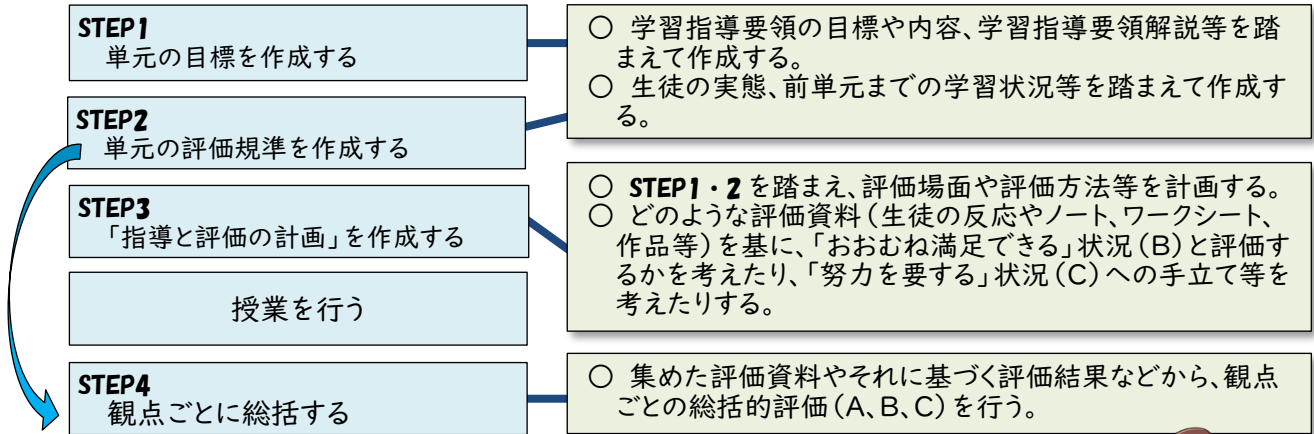 STEP1
単元の目標を作成する
○ 学習指導要領の目標や内容、学習指導要領解説等を踏
まえて作成する。
○ 生徒の実態、前単元までの学習状況等を踏まえて作成す
る。
STEP2
単元の評価規準を作成する
STEP3
「指導と評価の計画」を作成する
○ STEP1・2を踏まえ、評価場面や評価方法等を計画する。
○ どのような評価資料(生徒の反応やノート、ワークシート、
作品等)を基に、「おおむね満足できる」状況(B)と評価す
るかを考えたり、「努力を要する」状況(C)への手立て等を
考えたりする。
授業を行う
STEP4
観点ごとに総括する
○ 集めた評価資料やそれに基づく評価結果などから、観点
ごとの総括的評価(A、B、C)を行う。